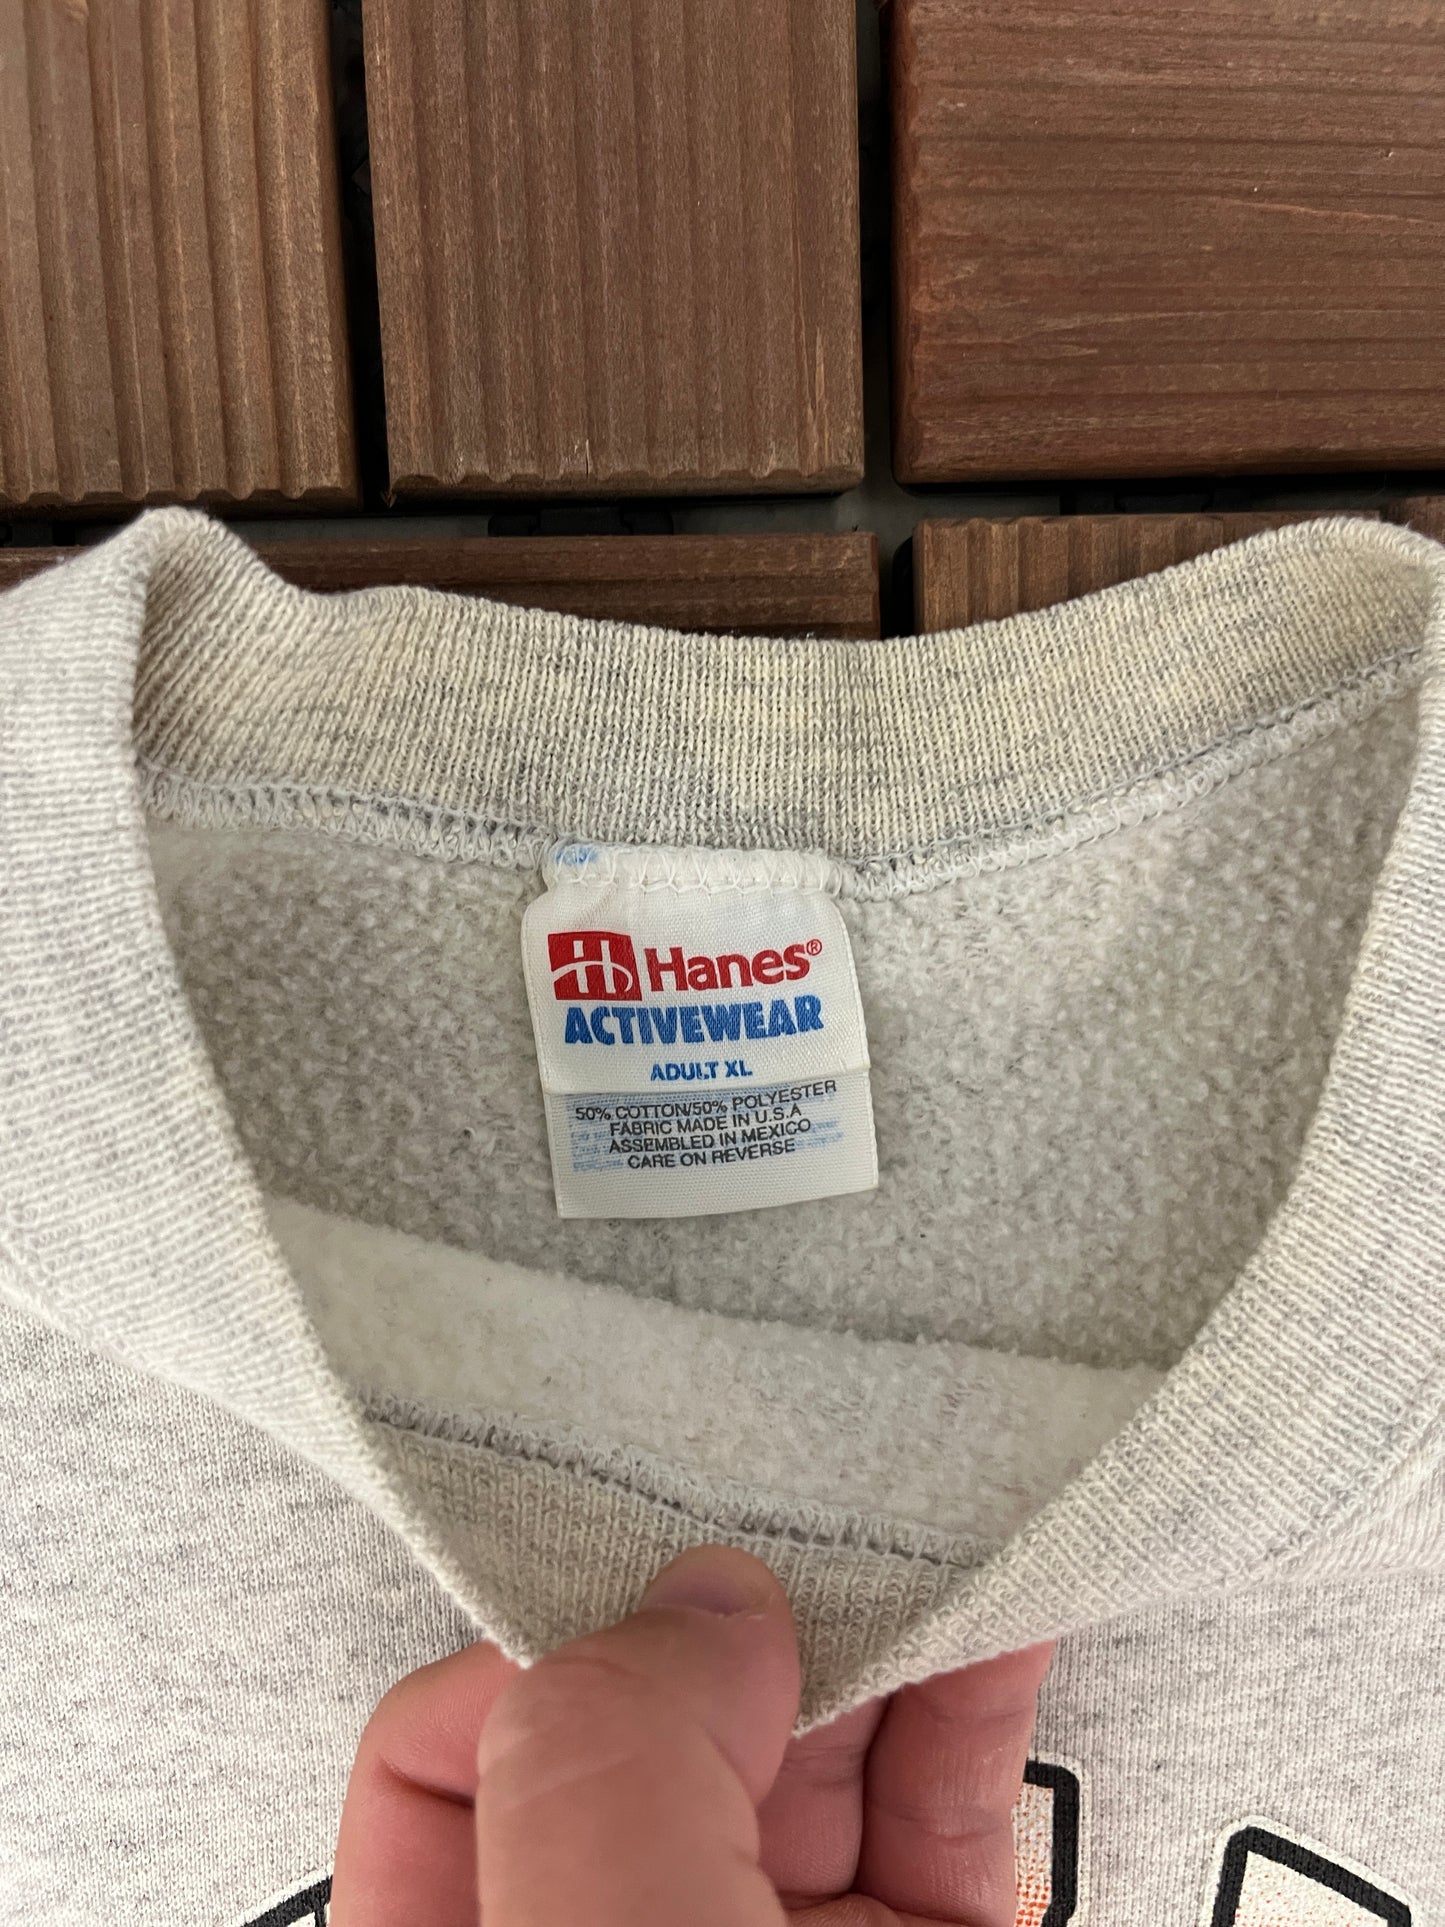 Hanes®
ACTIVEWEAR
ADULT XL
50% COTTON/50% POLYESTER
FABRIC MADE IN U.S.A
ASSEMBLED IN MEXICO
CARE ON REVERSE